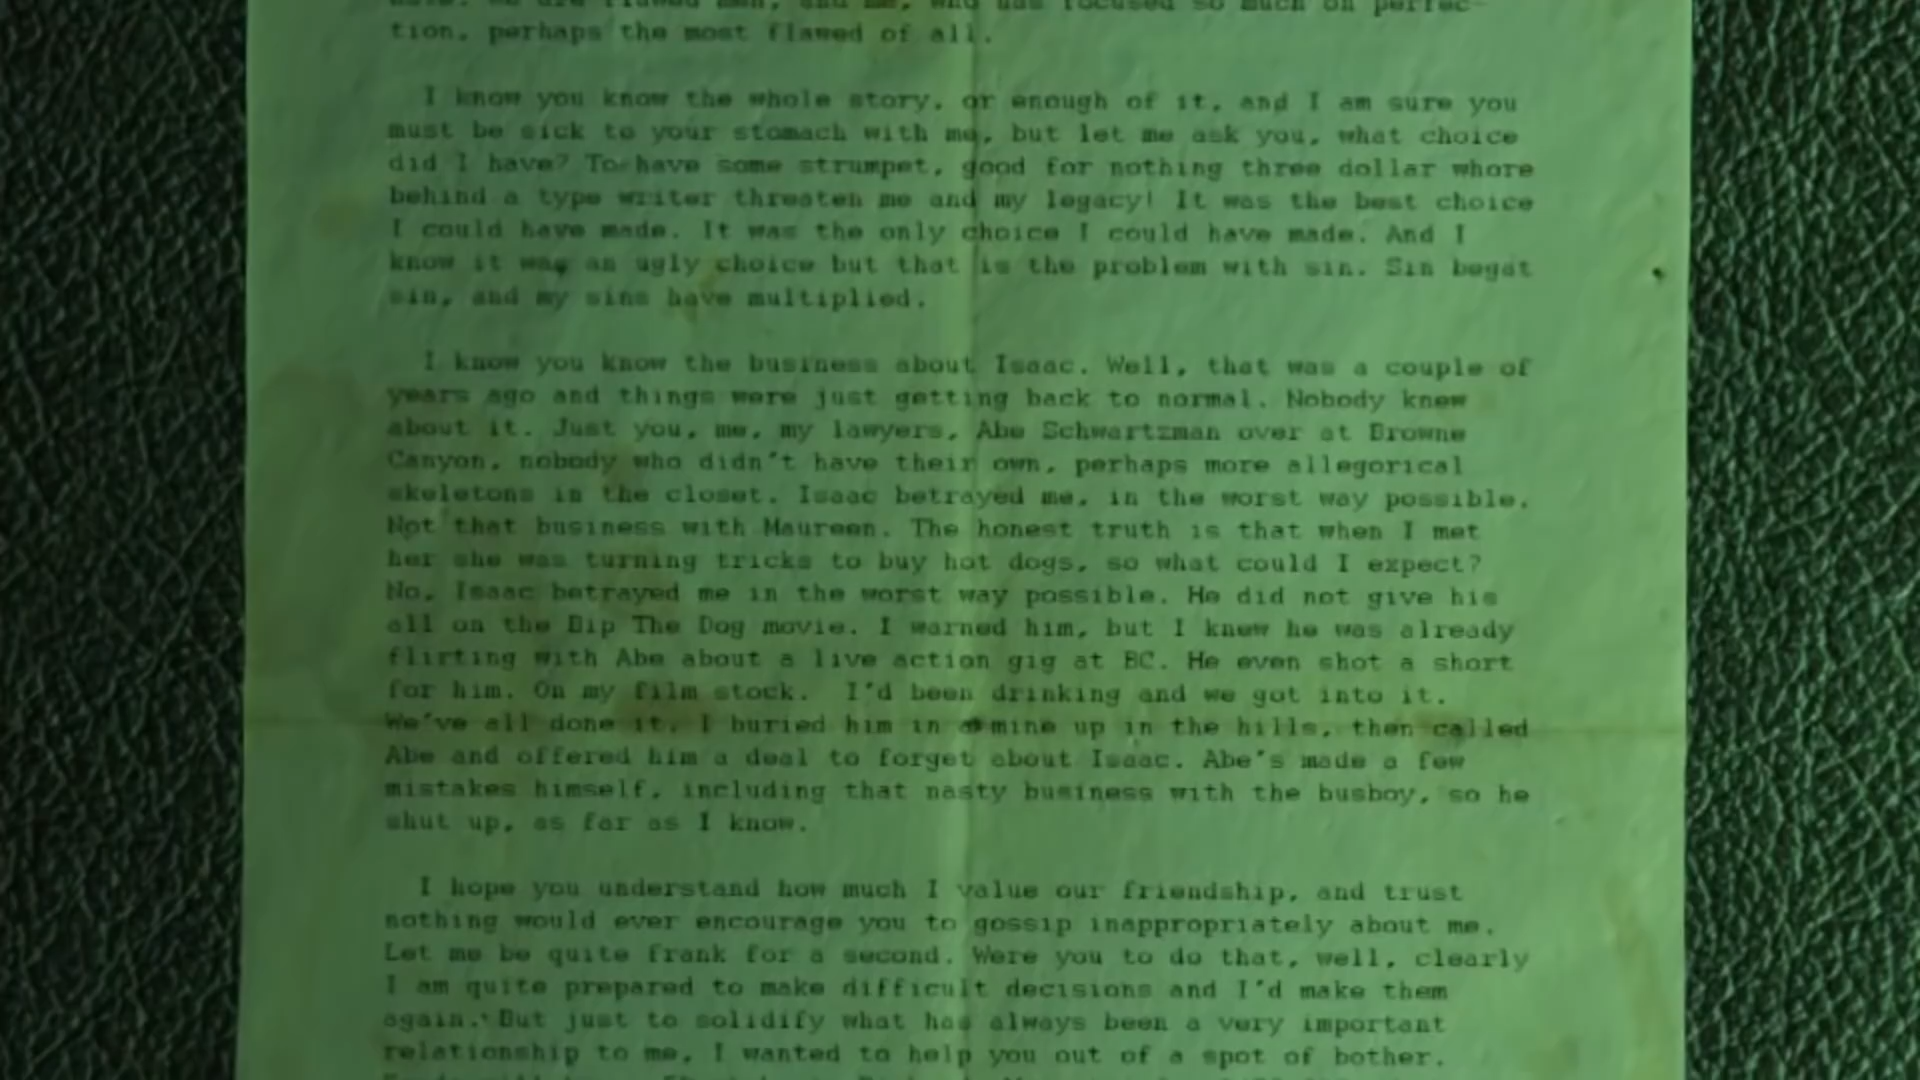 have. We are flawed men, and me, who has focused so much on perfec-
tion, perhaps the most flawed of all.
I know you know the whole story, or enough of it, and I am sure you
must be sick to your stomach with me, but let me ask you, what choice
did I have? To have some strumpet, good for nothing three dollar whore
behind a type writer threaten me and my legacy! It was the best choice
I could have made. It was the only choice I could have made. And I
know it was an ugly choice but that is the problem with sin. Sin begat
sin, and my sins have multiplied.
I know you know the business about Isaac. Well, that was a couple of
years ago and things were just getting back to normal. Nobody knew
about it. Just you, me, my lawyers, Abe Schwartzman over at Browne
Canyon, nobody who didn't have their own, perhaps more allegorical
skeletons in the closet. Isaac betrayed me, in the worst way possible.
Not that business with Maureen. The honest truth is that when I met
her she was turning tricks to buy hot dogs, so what could I expect?
No, Isaac betrayed me in the worst way possible. He did not give his
all on the Bip The Dog movie. I warned him, but I knew he was already
flirting with Abe about a live action gig at BC. He even shot a short
for him. On my film stock. I'd been drinking and we got into it.
We've all done it. I buried him in a mine up in the hills, then called
Abe and offered him a deal to forget about Isaac. Abe's made a few
mistakes himself, including that nasty business with the busboy, so he
shut up, as far as I know.
I hope you understand how much I value our friendship, and trust
nothing would ever encourage you to gossip inappropriately about me.
Let me be quite frank for a second. Were you to do that, well, clearly
I am quite prepared to make difficult decisions and I'd make them
again. But just to solidify what has always been a very important
relationship to me, I wanted to help you out of a spot of bother.